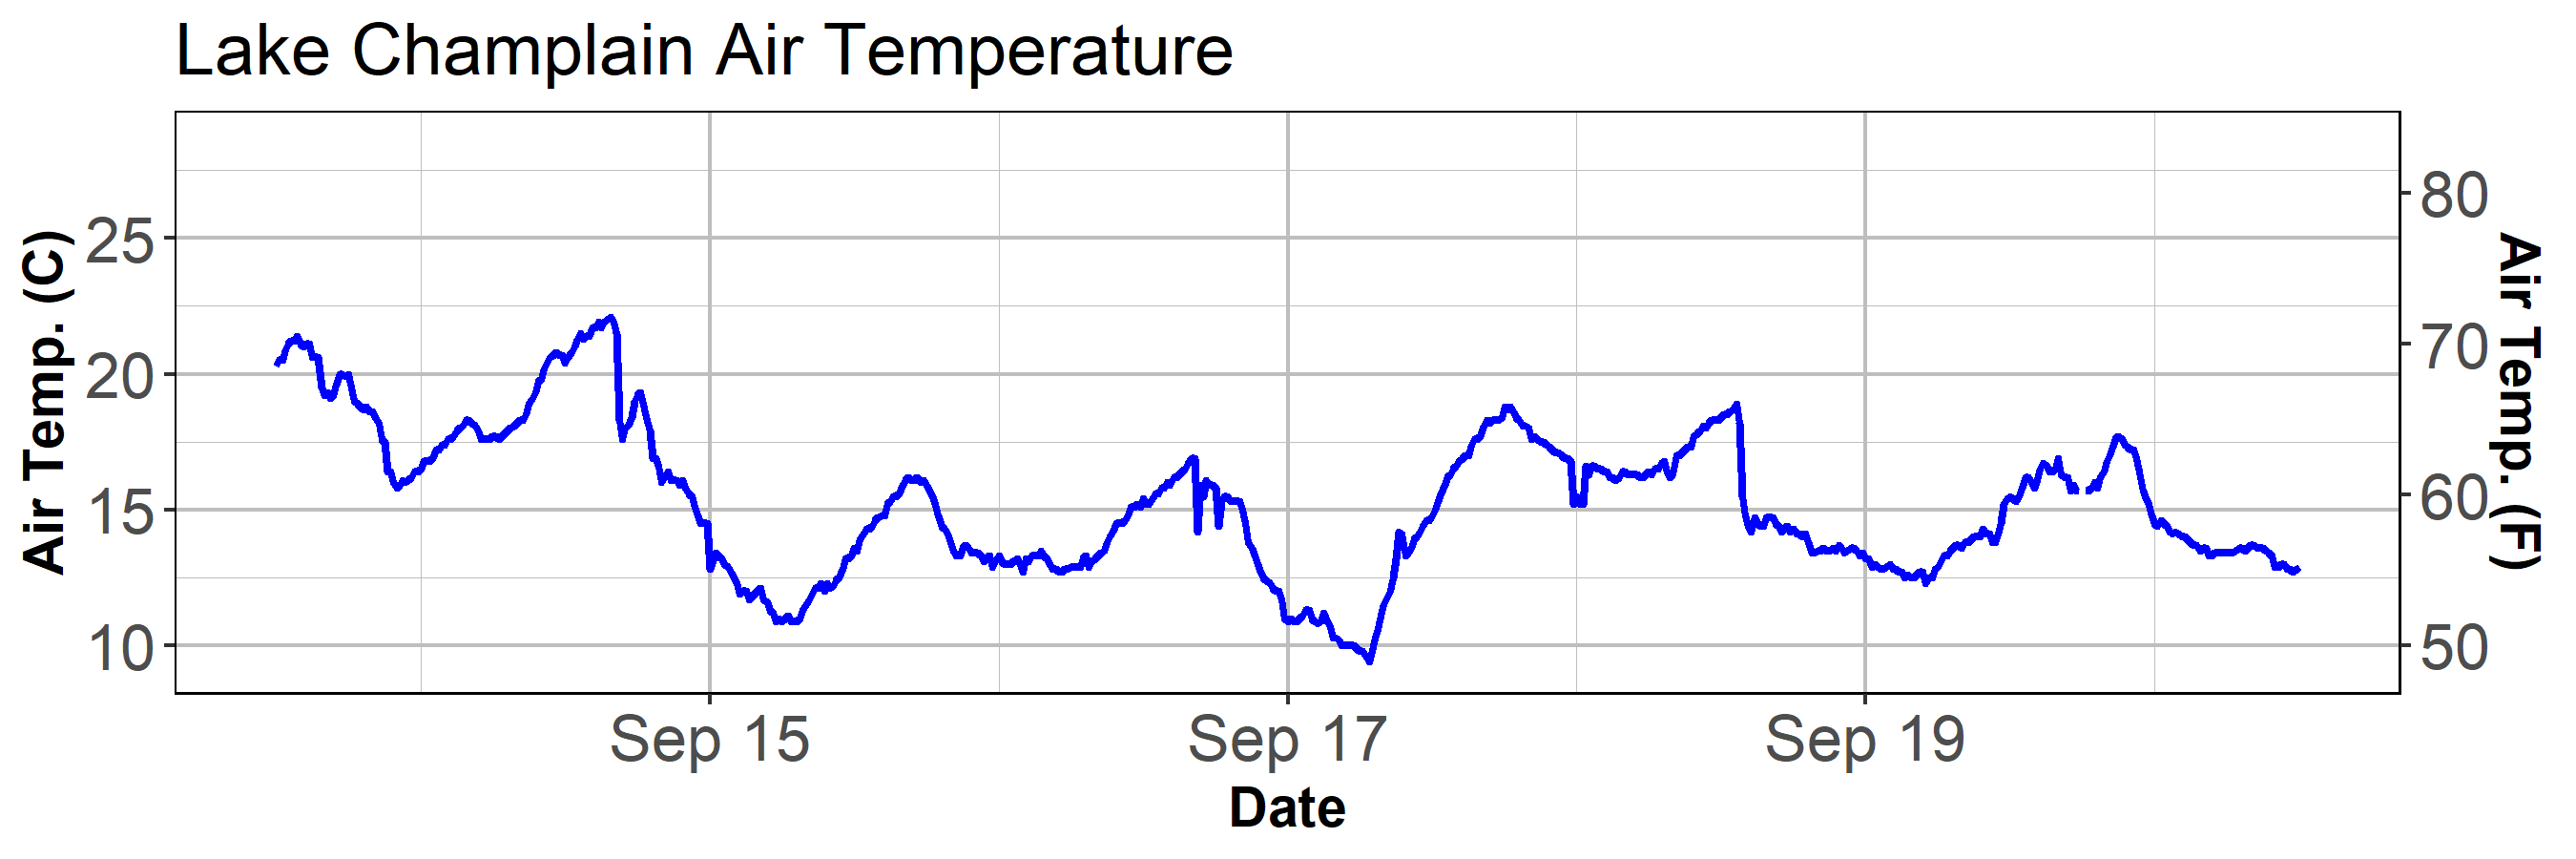 Lake Champlain Air Temperature
Air Temp. (C)
25
20
15
10
80
70
60
50
Air Temp. (F)
Sep 15 Sep 17 Sep 19
Date